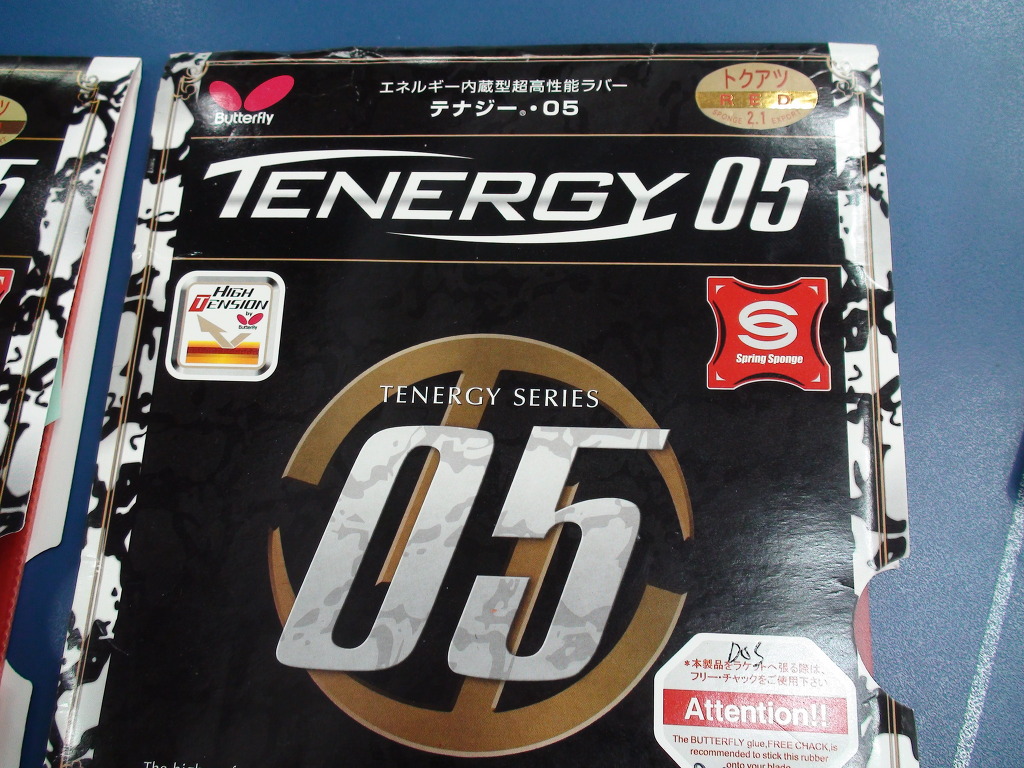 Butterfly
エネルギー内蔵型超高性能ラバー
テナジー®・05
トクアツ
RED
SPONGE 2.1 EXPORT
TENERGY 05
HIGH
TENSION
by
Butterfly
Spring Sponge
TENERGY SERIES
05
*本製品をラケットへ張る際は、
フリー・チャックをご使用下さい
Attention!!
The BUTTERFLY glue,FREE CHACK,is
recommended to stick this rubber
onto your blade
5